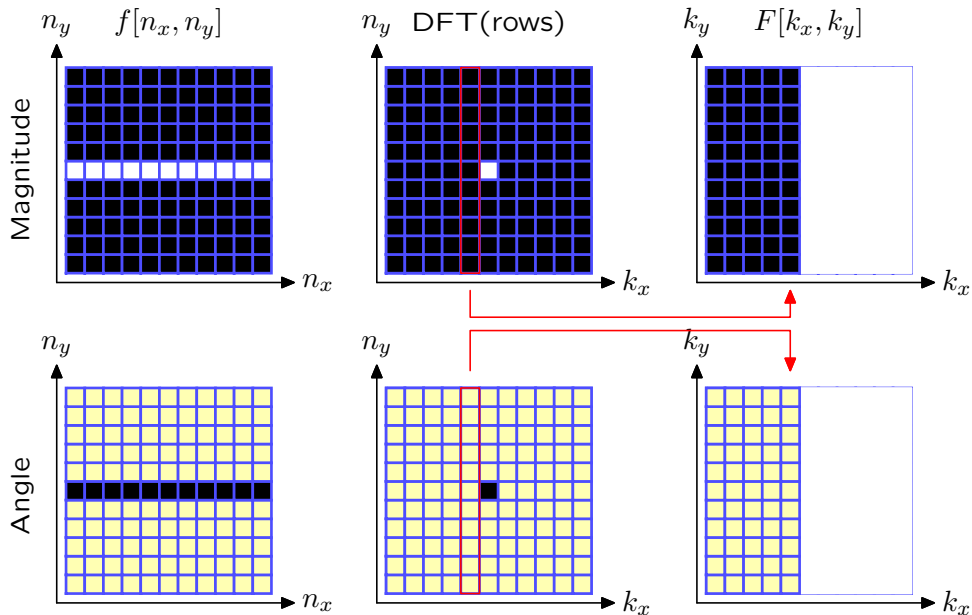 n_y f[n_x, n_y] n_y DFT(rows) k_y F[k_x, k_y]
Magnitude
n_x k_x k_x
n_y n_y k_y
Angle
n_x k_x k_x